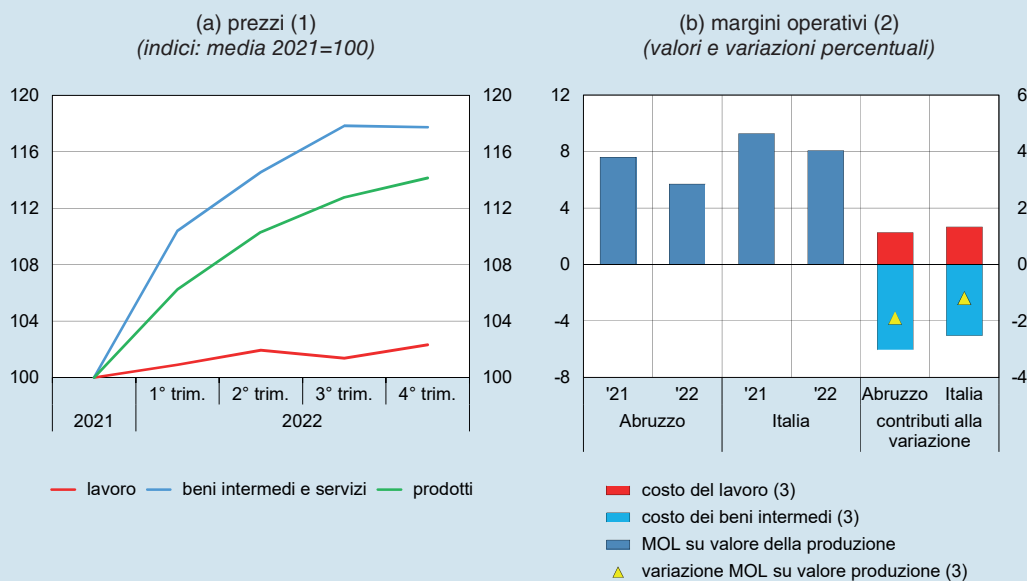 (a) prezzi (1)
(indici: media 2021=100)
120
116
112
108
104
100
120
116
112
108
104
100
1° trim.
2° trim.
3° trim.
4° trim.
2021
2022
lavoro
beni intermedi e servizi
prodotti
(b) margini operativi (2)
(valori e variazioni percentuali)
12
8
4
0
-4
-8
6
4
2
0
-2
-4
'21
'22
'21
'22
Abruzzo
Italia
Abruzzo
Italia
contributi alla
variazione
costo del lavoro (3)
costo dei beni intermedi (3)
MOL su valore della produzione
variazione MOL su valore produzione (3)